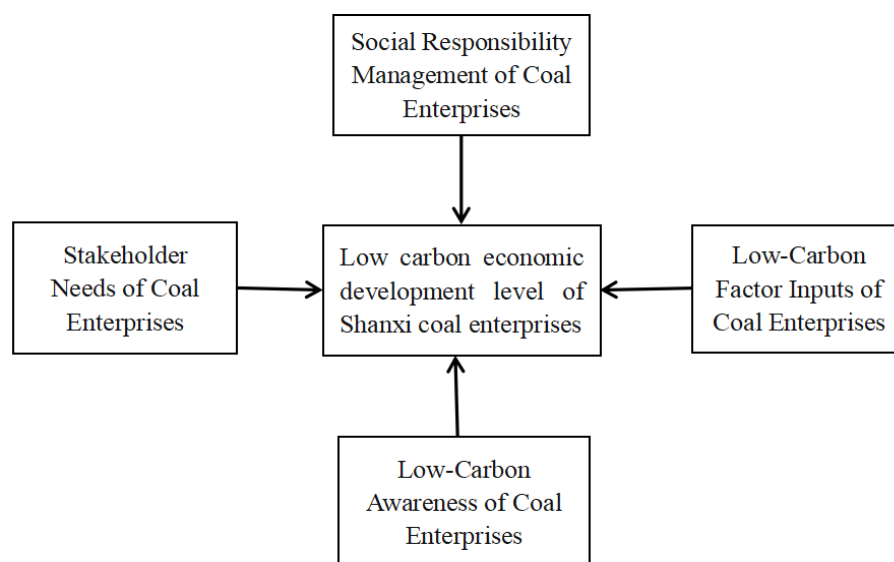 Social Responsibility
Management of Coal
Enterprises
Stakeholder
Needs of Coal
Enterprises
Low carbon economic
development level of
Shanxi coal enterprises
Low-Carbon
Factor Inputs of
Coal Enterprises
Low-Carbon
Awareness of Coal
Enterprises